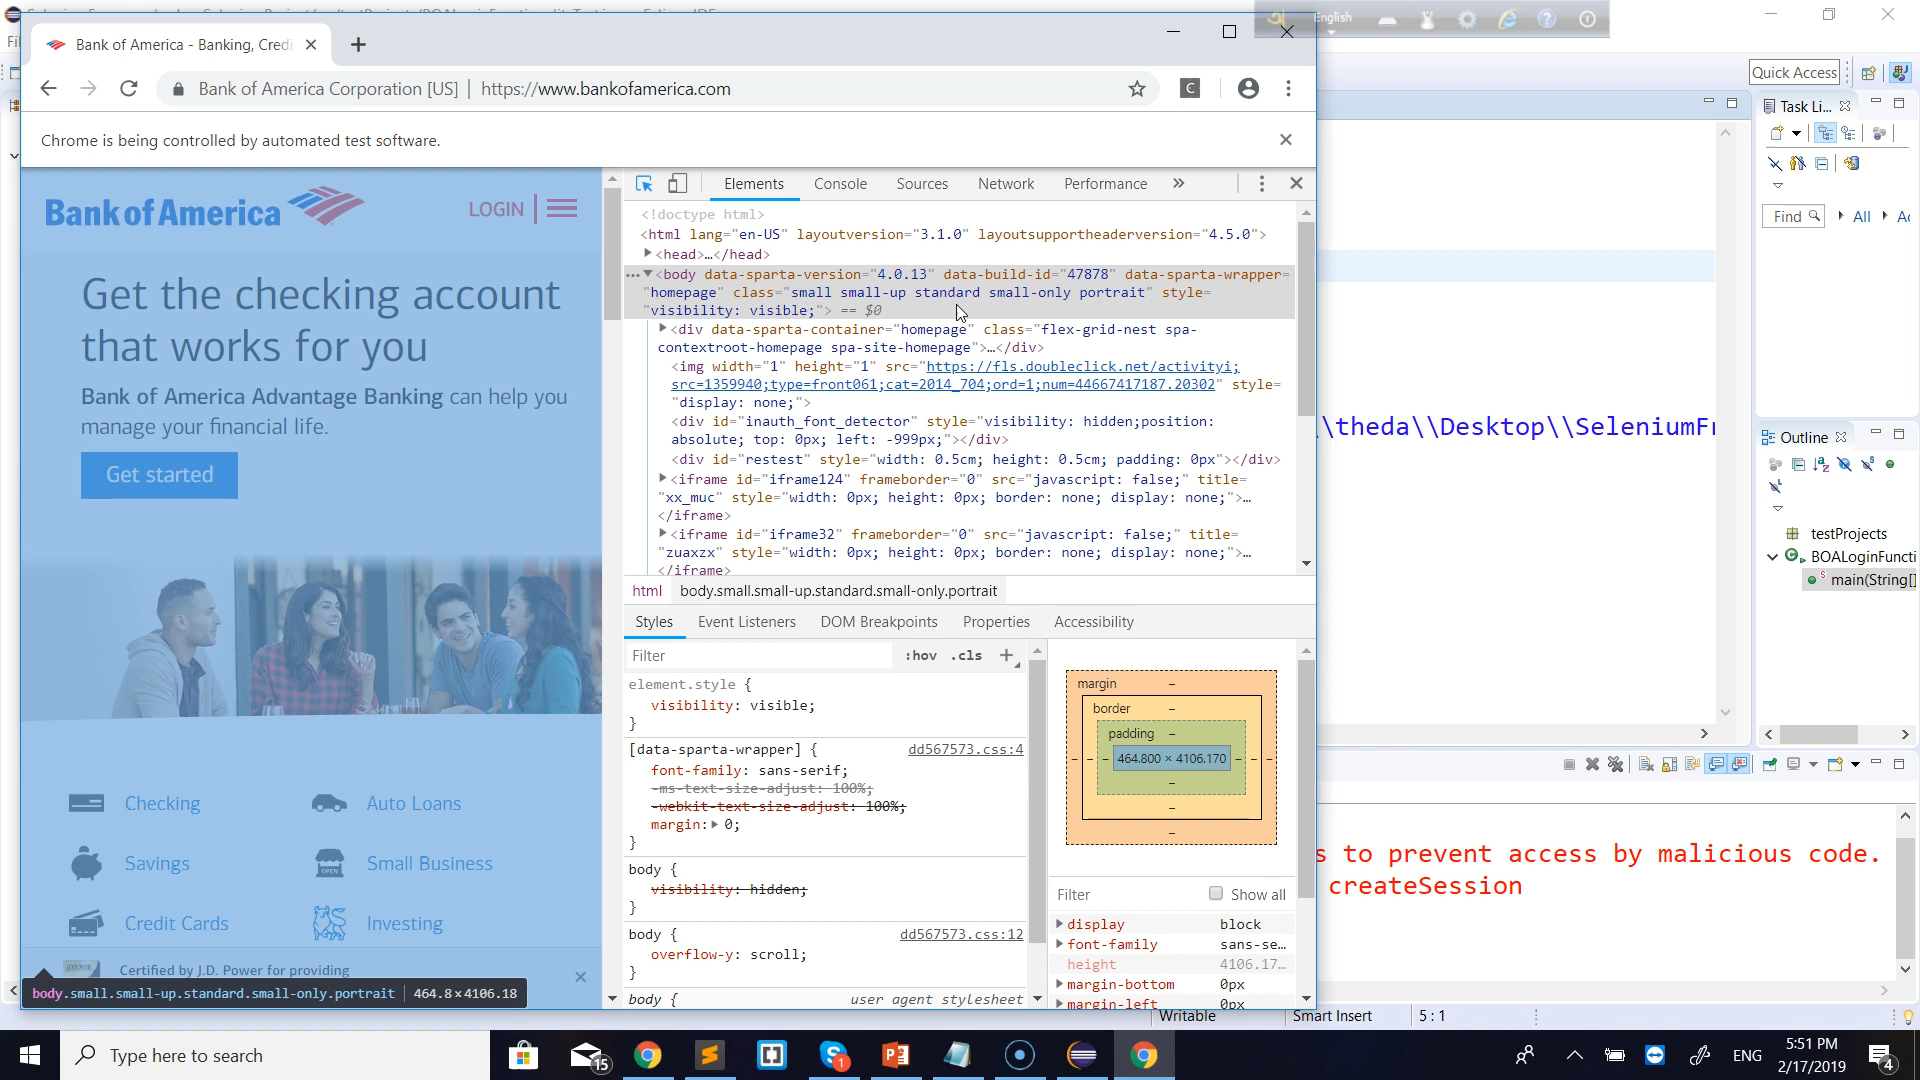 English
Bank of America - Banking, Credi
Bank of America Corporation [US] | https://www.bankofamerica.com
C
Quick Access
Chrome is being controlled by automated test software.
Task Li...
Find
All
Bank of America
LOGIN
Get the checking account
that works for you
Bank of America Advantage Banking can help you
manage your financial life.
Get started
Checking
Auto Loans
Savings
OPEN
Small Business
Credit Cards
Investing
Certified by J.D. Power for providing
body.small.small-up.standard.small-only.portrait | 464.8×4106.18
Elements Console Sources Network Performance »
<!doctype html>
<html lang="en-US" layoutversion="3.1.0" layoutsupportheaderversion="4.5.0">
<head>…</head>
<body data-sparta-version="4.0.13" data-build-id="47878" data-sparta-wrapper=
"homepage" class="small small-up standard small-only portrait" style=
"visibility: visible;"> == $0
<div data-sparta-container="homepage" class="flex-grid-nest spa-
contextroot-homepage spa-site-homepage">…</div>
<img width="1" height="1" src="https://fls.doubleclick.net/activityi;
src=1359940;type=front061;cat=2014_704;ord=1;num=44667417187.20302" style=
"display: none;">
<div id="inauth_font_detector" style="visibility: hidden;position:
absolute; top: 0px; left: -999px;"></div>
<div id="restest" style="width: 0.5cm; height: 0.5cm; padding: 0px"></div>
<iframe id="iframe124" frameborder="0" src="javascript: false;" title=
"xx_muc" style="width: 0px; height: 0px; border: none; display: none;">…
</iframe>
<iframe id="iframe32" frameborder="0" src="javascript: false;" title=
"zuaxzx" style="width: 0px; height: 0px; border: none; display: none;">…
</iframe>
html body.small.small-up.standard.small-only.portrait
Styles Event Listeners DOM Breakpoints Properties Accessibility
Filter :hov .cls +
element.style {
visibility: visible;
}
[data-sparta-wrapper] { dd567573.css:4
font-family: sans-serif;
-ms-text-size-adjust: 100%;
-webkit-text-size-adjust: 100%;
margin: 0;
}
body {
visibility: hidden;
}
body { dd567573.css:12
overflow-y: scroll;
}
body { user agent stylesheet
margin –
border –
padding –
464.800 × 4106.170
Filter Show all
display block
font-family sans-se…
height 4106.17…
margin-bottom 0px
margin-left 0px
\\theda\\Desktop\\SeleniumFr
Outline
testProjects
BOALoginFuncti
main(String[]
s to prevent access by malicious code.
createSession
Writable Smart Insert 5 : 1
Type here to search
15
1
ENG
5:51 PM
2/17/2019
4